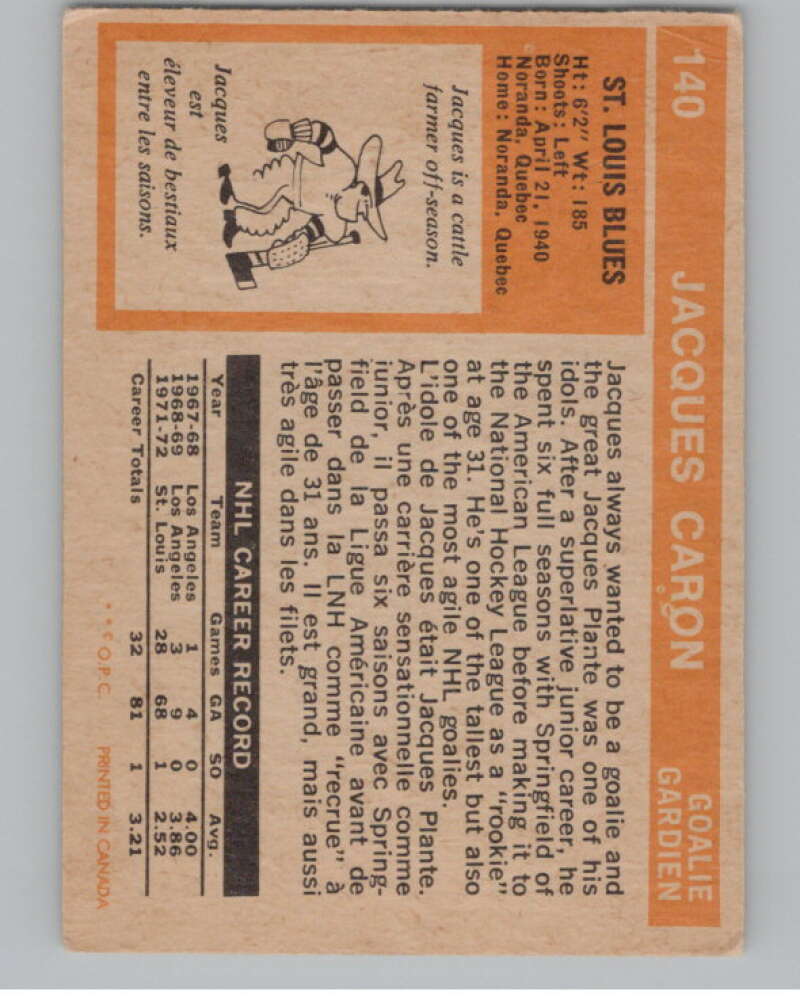 140 JACQUES CARON GOALIE
GARDIEN
ST. LOUIS BLUES
Ht: 6'2" Wt: 185
Shoots: Left
Born: April 21, 1940
Noranda, Quebec
Home: Noranda, Quebec
Jacques is a cattle
farmer off-season.
Jacques
est
éleveur de bestiaux
entre les saisons.
Jacques always wanted to be a goalie and
the great Jacques Plante was one of his
idols. After a superlative junior career, he
spent six full seasons with Springfield of
the American League before making it to
the National Hockey League as a "rookie"
at age 31. He's one of the tallest but also
one of the most agile NHL goalies.
L'idole de Jacques était Jacques Plante.
Après une carrière sensationnelle comme
junior, il passa six saisons avec Spring-
field de la Ligue Américaine avant de
passer dans la LNH comme "recrue" à
l'âge de 31 ans. Il est grand, mais aussi
très agile dans les filets.
NHL CAREER RECORD
Year Team Games GA SO Avg.
1967-68 Los Angeles 1 4 0 4.00
1968-69 Los Angeles 3 9 0 3.86
1971-72 St. Louis 28 68 1 2.52
Career Totals 32 81 1 3.21
* * © O.P.C. PRINTED IN CANADA